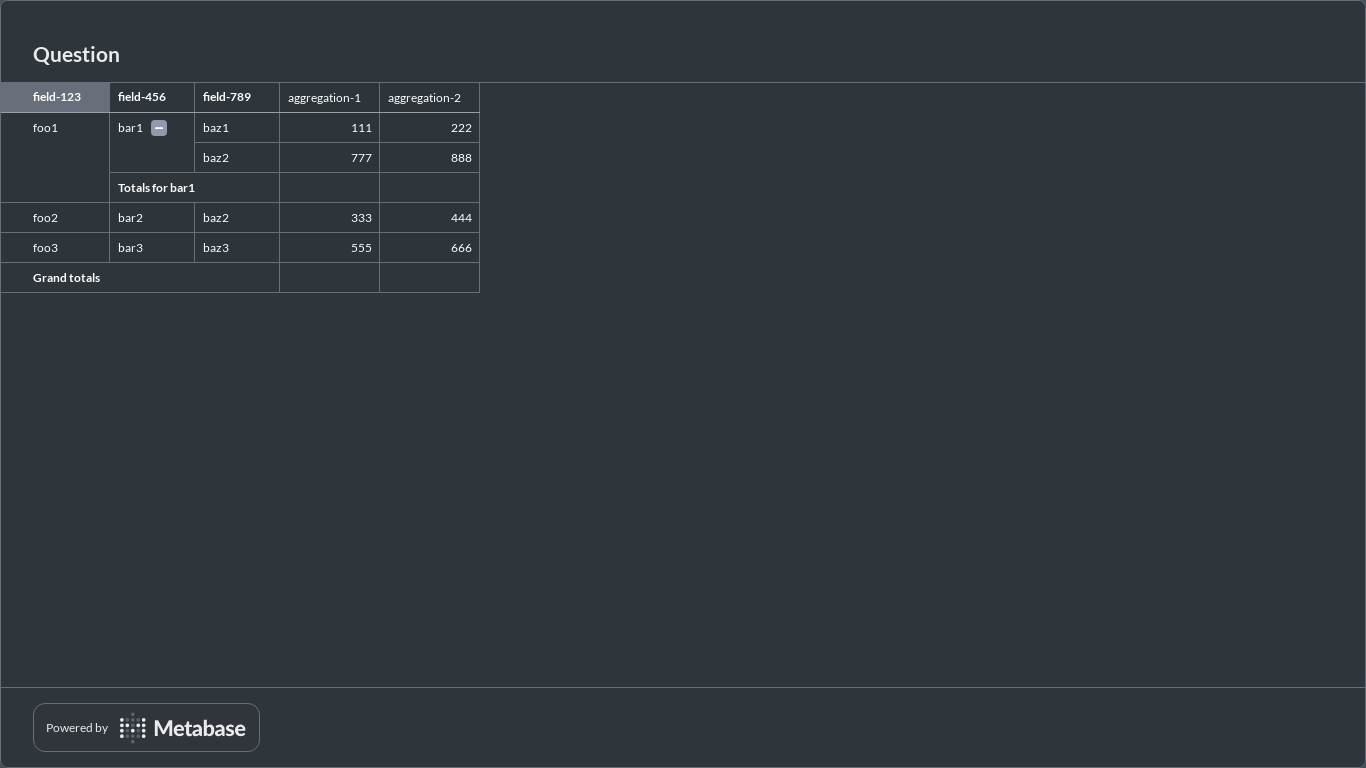 Question
field-123 field-456 field-789 aggregation-1 aggregation-2
foo1 bar1 baz1 111 222
baz2 777 888
Totals for bar1
foo2 bar2 baz2 333 444
foo3 bar3 baz3 555 666
Grand totals
Powered by Metabase